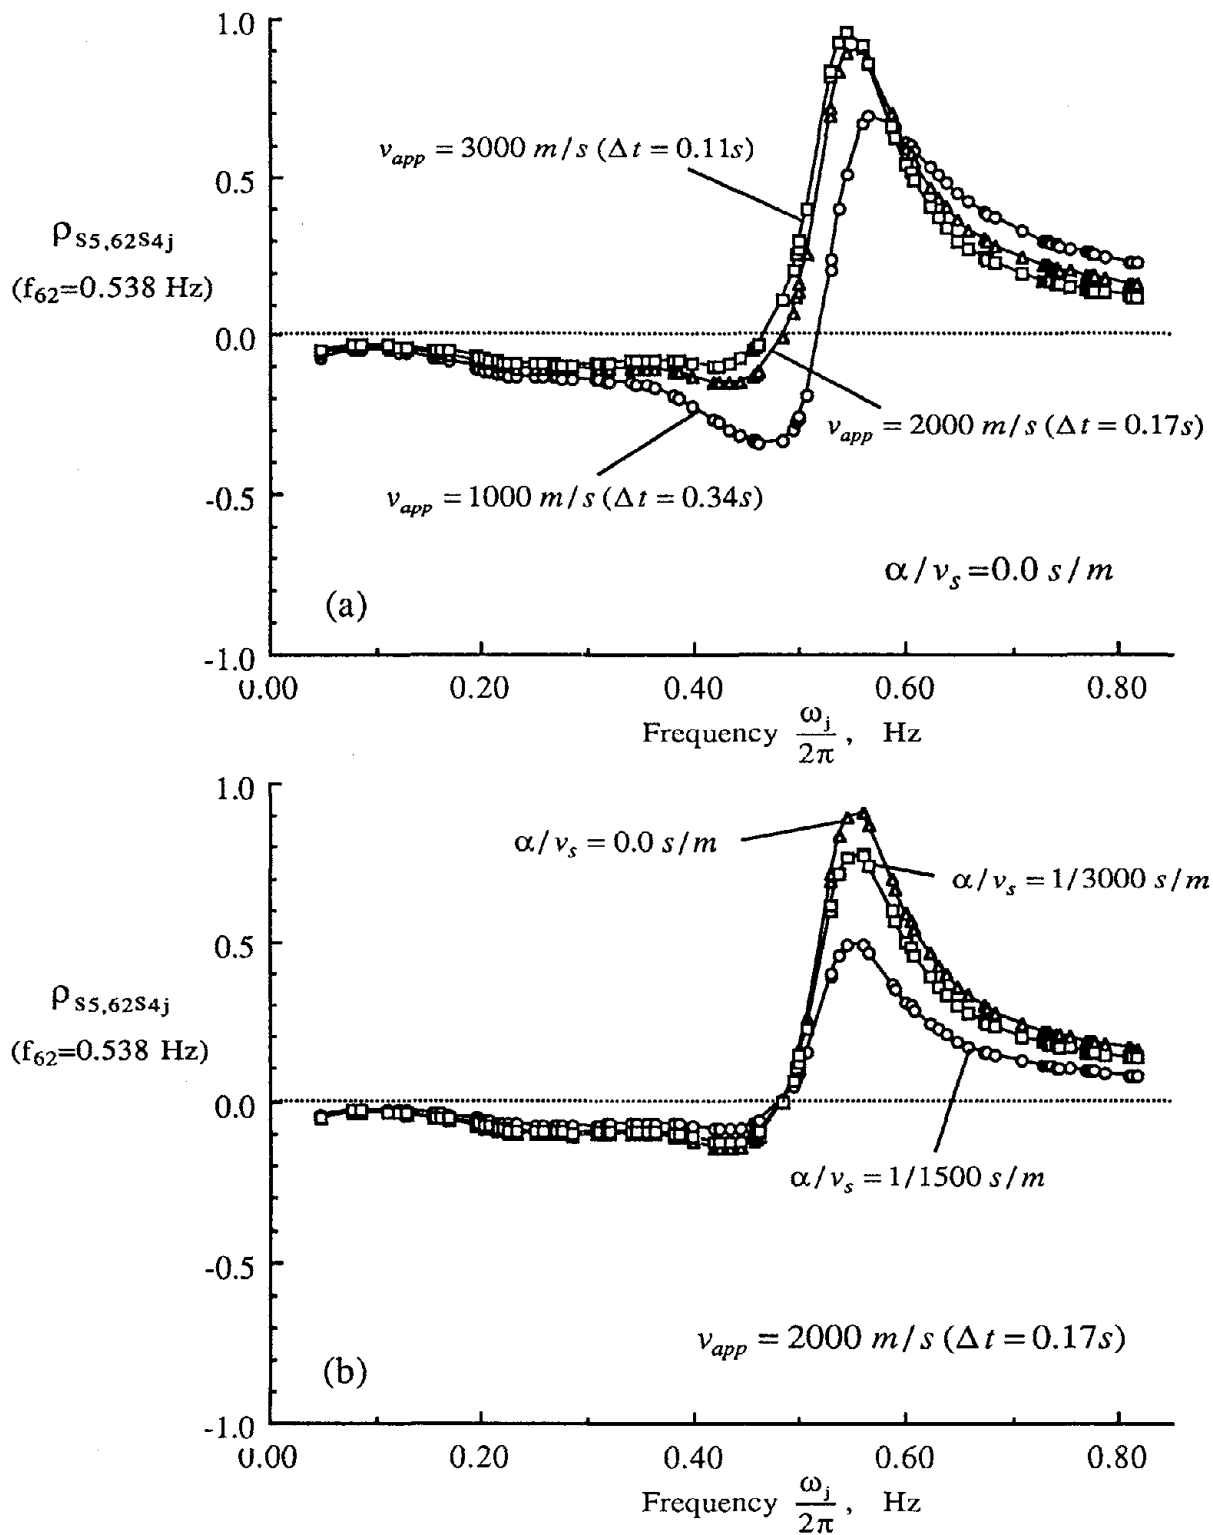 1.0
v_app = 3000 m/s (Δt = 0.11s)
0.5
ρ_S5,62S4j
(f_62=0.538 Hz)
0.0
v_app = 2000 m/s (Δt = 0.17s)
-0.5
v_app = 1000 m/s (Δt = 0.34s)
α/v_s=0.0 s/m
(a)
-1.0
0.00 0.20 0.40 0.60 0.80
Frequency ω_j/2π , Hz
1.0
α/v_s = 0.0 s/m
α/v_s = 1/3000 s/m
0.5
ρ_S5,62S4j
(f_62=0.538 Hz)
0.0
α/v_s = 1/1500 s/m
-0.5
v_app = 2000 m/s (Δt = 0.17s)
(b)
-1.0
0.00 0.20 0.40 0.60 0.80
Frequency ω_j/2π , Hz